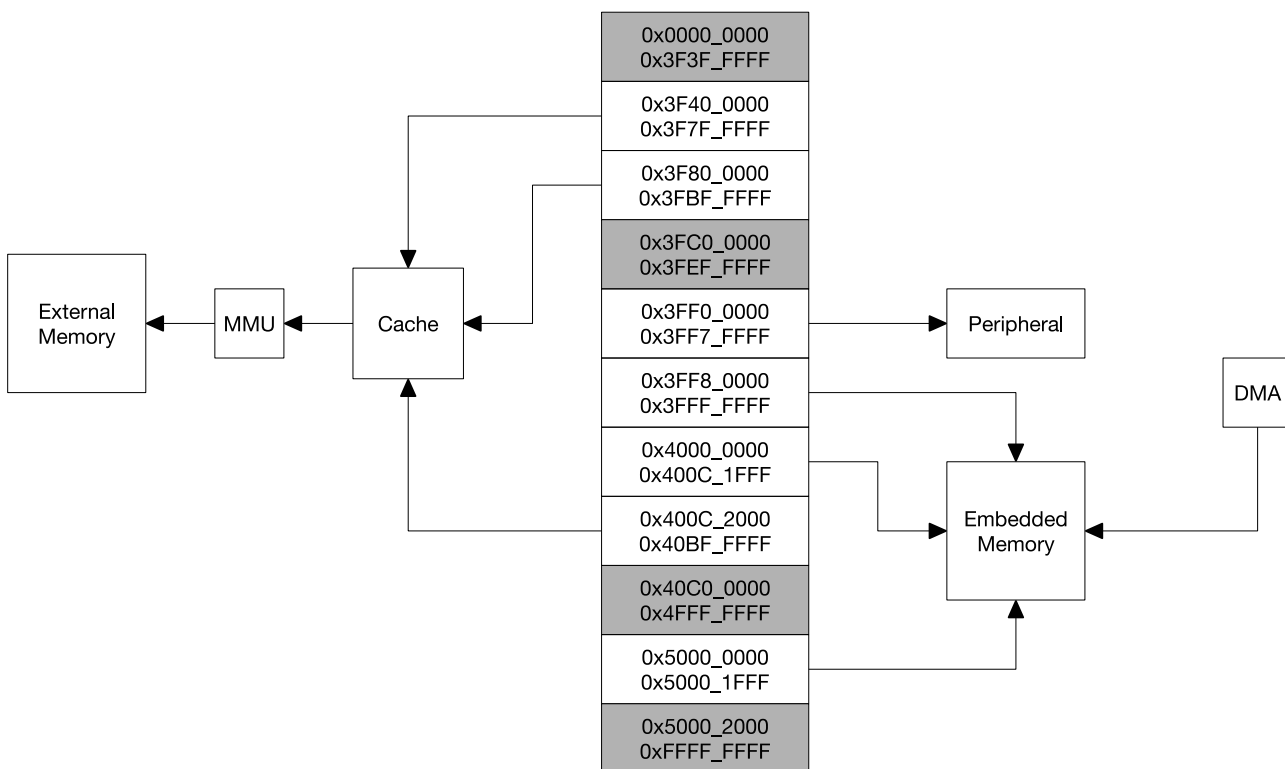 0x0000_0000
0x3F3F_FFFF
0x3F40_0000
0x3F7F_FFFF
0x3F80_0000
0x3FBF_FFFF
0x3FC0_0000
0x3FEF_FFFF
External
Memory
MMU
Cache
0x3FF0_0000
0x3FF7_FFFF
Peripheral
0x3FF8_0000
0x3FFF_FFFF
DMA
0x4000_0000
0x400C_1FFF
0x400C_2000
0x40BF_FFFF
Embedded
Memory
0x40C0_0000
0x4FFF_FFFF
0x5000_0000
0x5000_1FFF
0x5000_2000
0xFFFF_FFFF